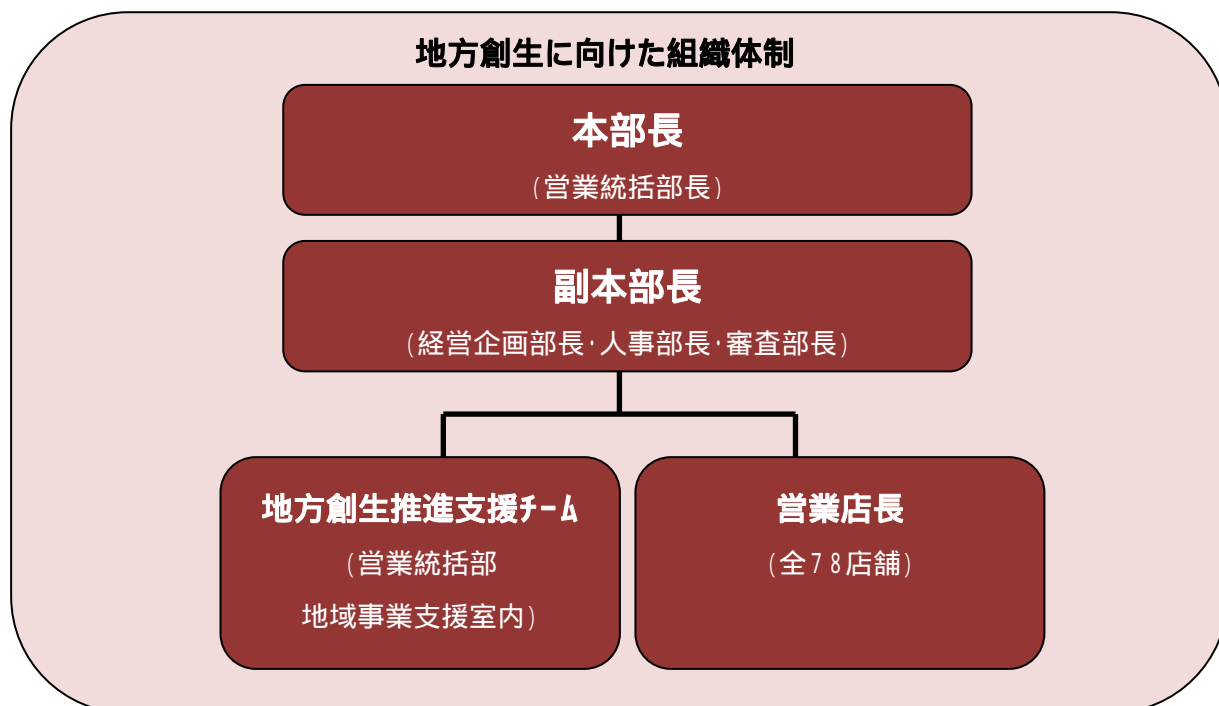 地方創生に向けた組織体制
本部長
(営業統括部長)
副本部長
(経営企画部長･人事部長･審査部長)
地方創生推進支援ﾁｰﾑ
(営業統括部
地域事業支援室内)
営業店長
(全78店舗)